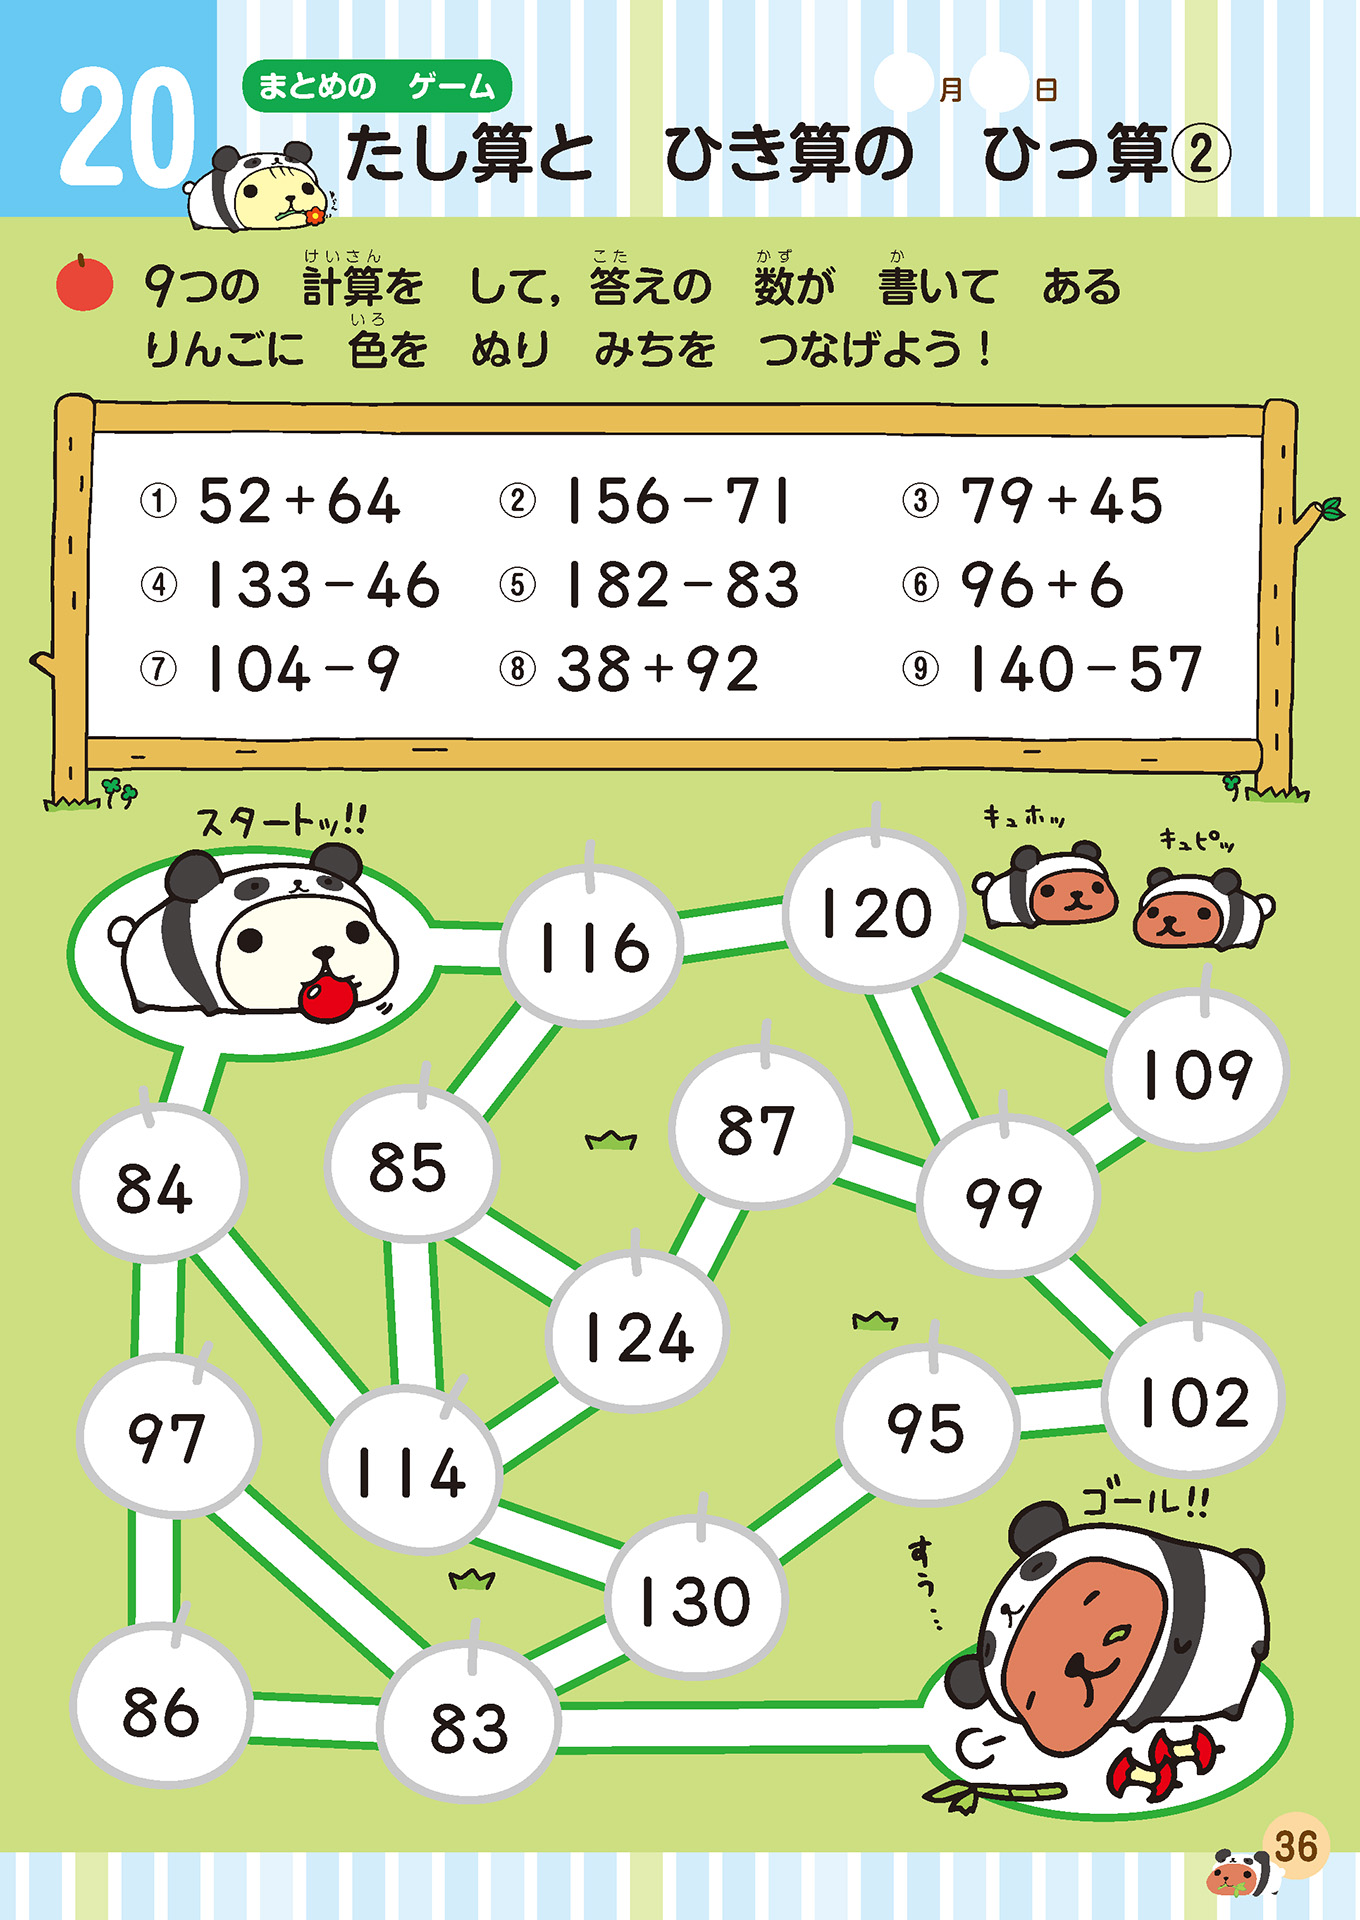 20
まとめの ゲーム
月 日
たし算と ひき算の ひっ算②
9つの 計算を して, 答えの 数が 書いて ある
けいさん こた かず か
りんごに 色を ぬり みちを つなげよう!
いろ
① 52+64 ② 156-71 ③ 79+45
④ 133-46 ⑤ 182-83 ⑥ 96+6
⑦ 104-9 ⑧ 38+92 ⑨ 140-57
スタートッ!!
キュホッ
キュピッ
116
120
109
84
85
87
99
124
97
114
95
102
ゴール!!
すぅ…
130
86
83
36